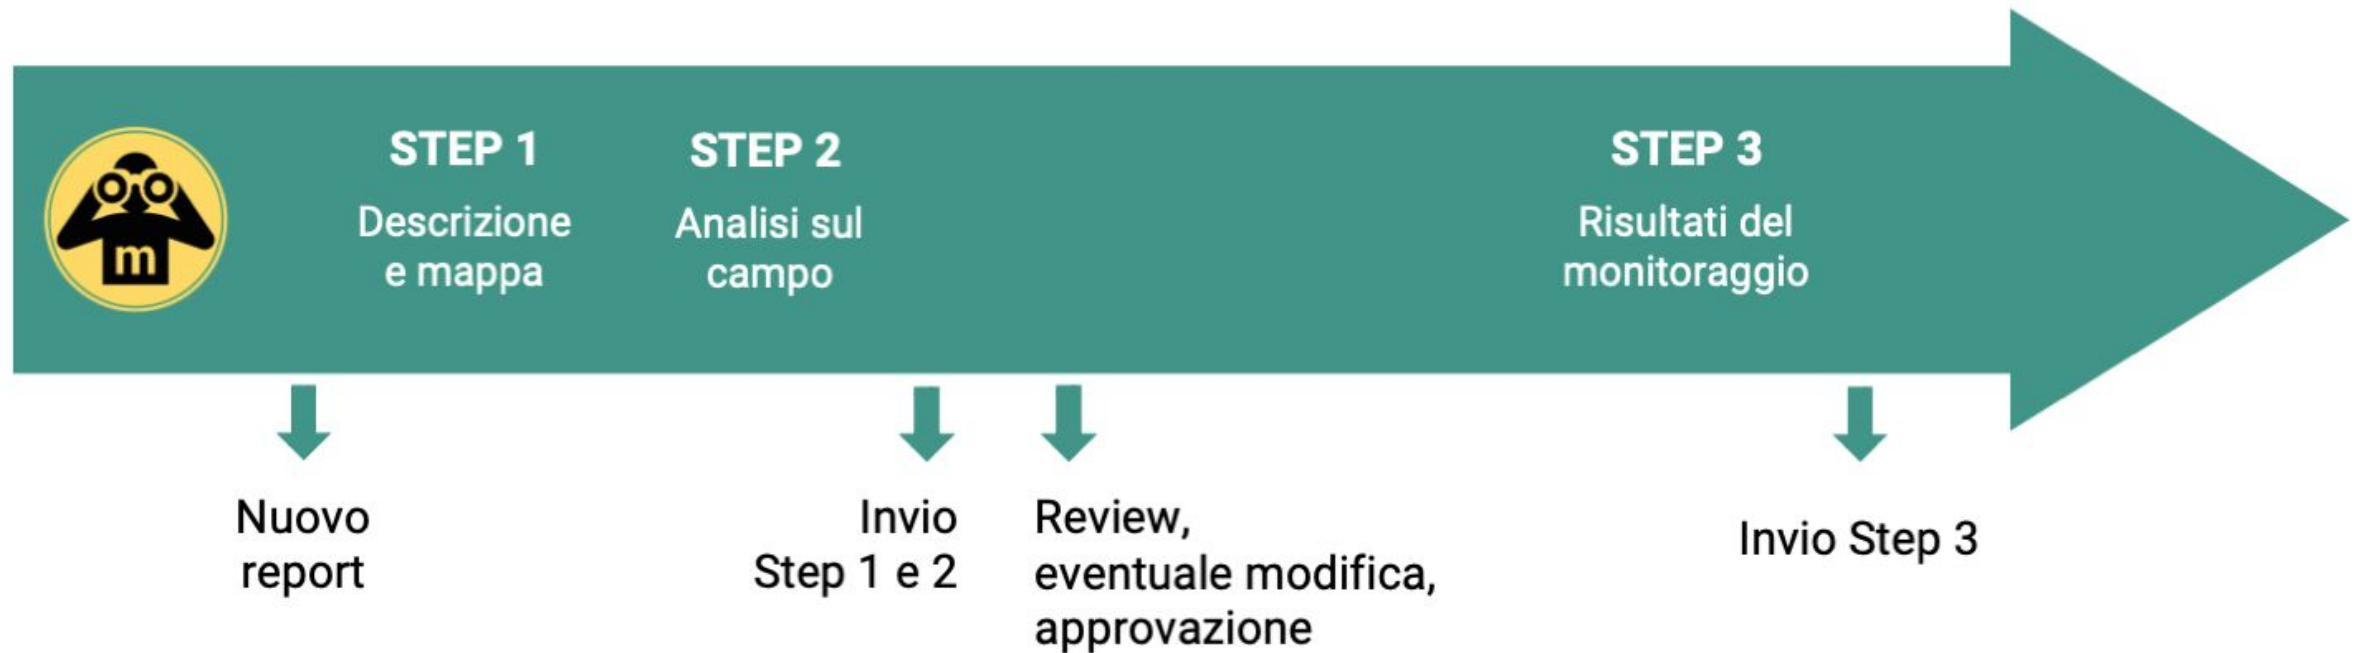 m
STEP 1
Descrizione
e mappa
STEP 2
Analisi sul
campo
STEP 3
Risultati del
monitoraggio
Nuovo
report
Invio
Step 1 e 2
Review,
eventuale modifica,
approvazione
Invio Step 3